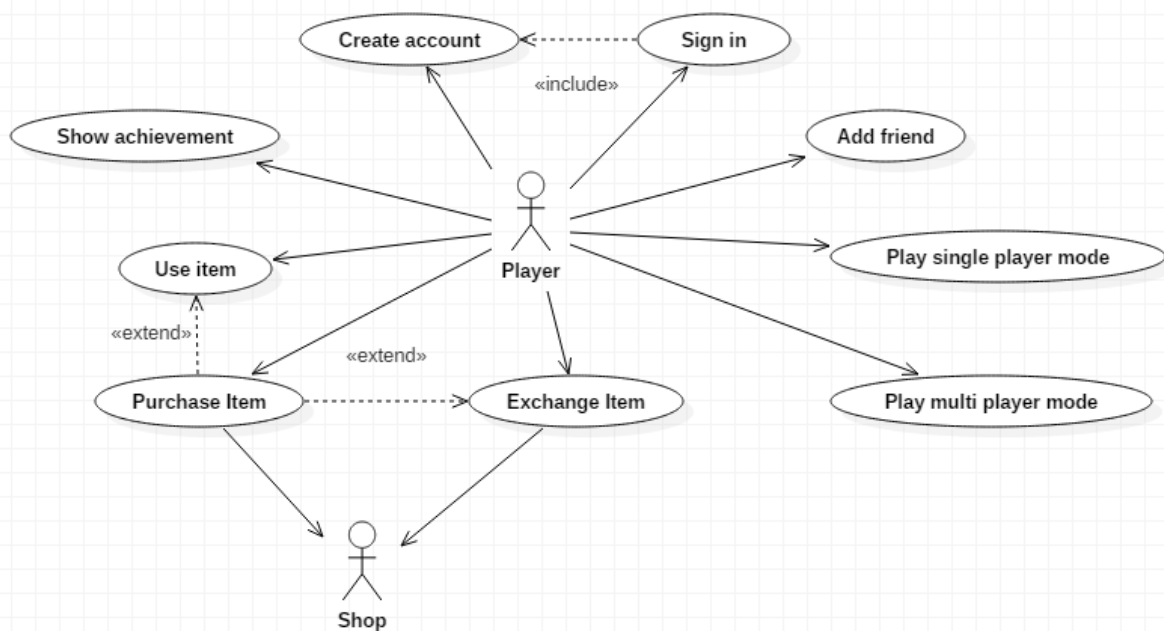 Create account
Sign in
«include»
Show achievement
Add friend
Player
Use item
Play single player mode
«extend»
«extend»
Purchase Item
Exchange Item
Play multi player mode
Shop